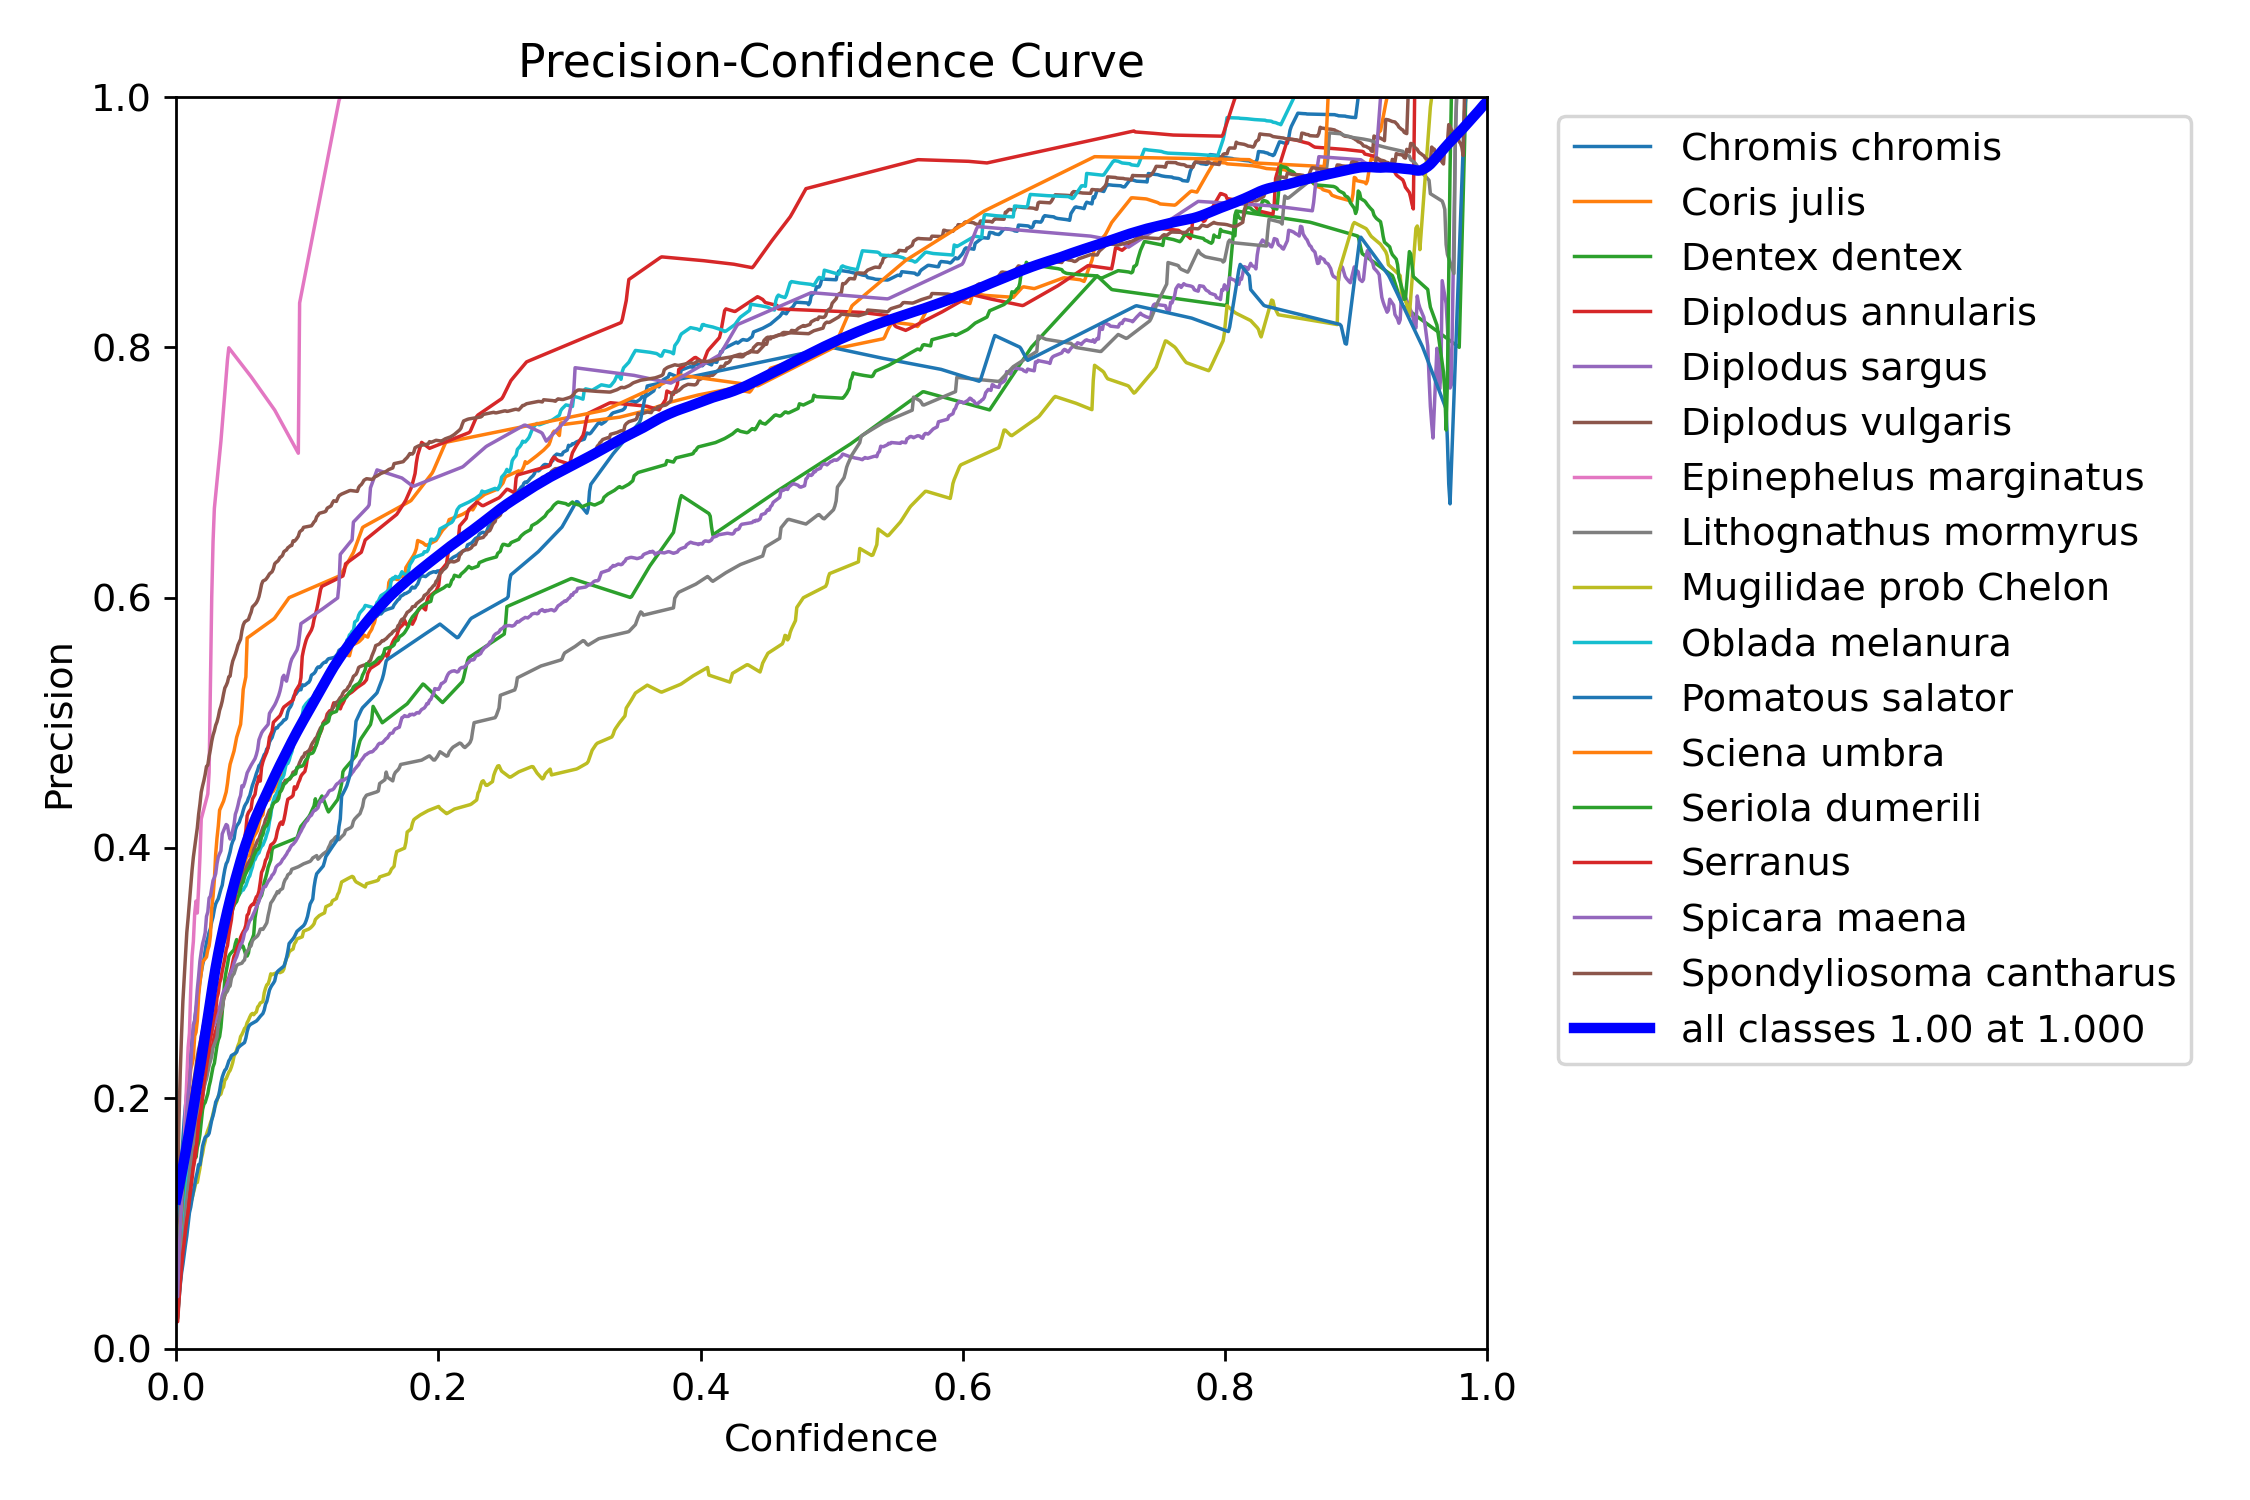 Precision-Confidence Curve
1.0
0.8
0.6
0.4
0.2
0.0
Precision
0.0 0.2 0.4 0.6 0.8 1.0
Confidence
Chromis chromis
Coris julis
Dentex dentex
Diplodus annularis
Diplodus sargus
Diplodus vulgaris
Epinephelus marginatus
Lithognathus mormyrus
Mugilidae prob Chelon
Oblada melanura
Pomatous salator
Sciena umbra
Seriola dumerili
Serranus
Spicara maena
Spondyliosoma cantharus
all classes 1.00 at 1.000